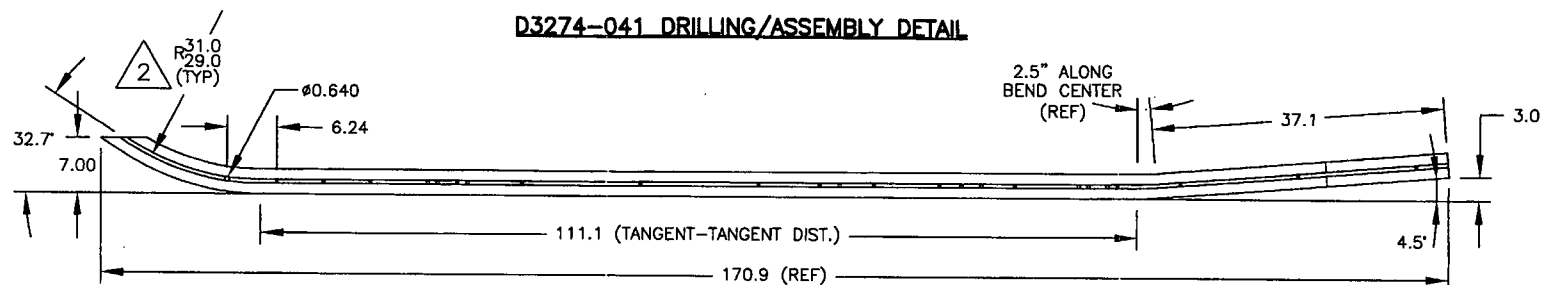 D3274-041 DRILLING/ASSEMBLY DETAIL
2
R31.0
29.0
(TYP)
Ø0.640
6.24
32.7°
7.00
2.5" ALONG
BEND CENTER
(REF)
37.1
3.0
4.5°
111.1 (TANGENT-TANGENT DIST.)
170.9 (REF)